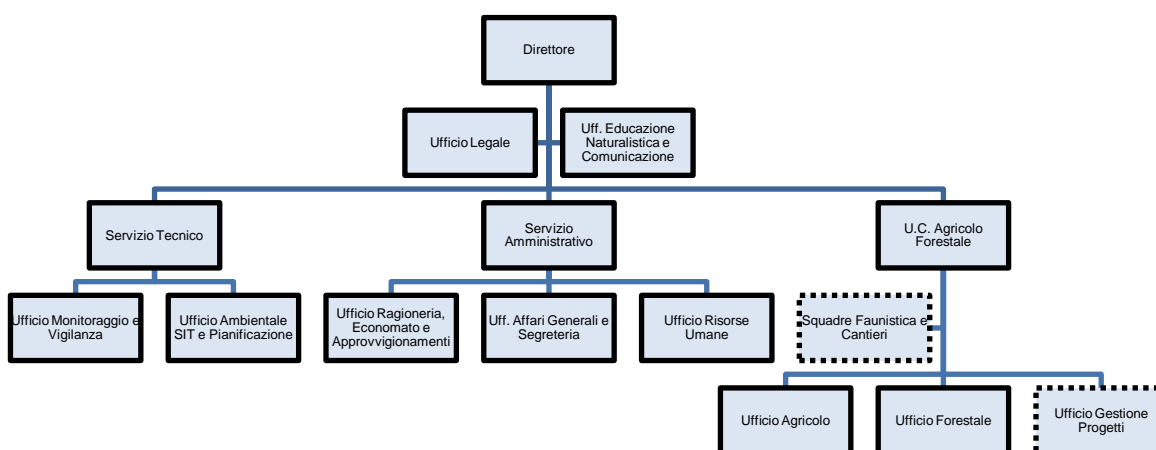 Direttore
Ufficio Legale
Uff. Educazione
Naturalistica e
Comunicazione
Servizio Tecnico
Servizio
Amministrativo
U.C. Agricolo
Forestale
Ufficio Monitoraggio e
Vigilanza
Ufficio Ambientale
SIT e Pianificazione
Ufficio Ragioneria,
Economato e
Approvvigionamenti
Uff. Affari Generali e
Segreteria
Ufficio Risorse
Umane
Squadre Faunistica e
Cantieri
Ufficio Agricolo
Ufficio Forestale
Ufficio Gestione
Progetti